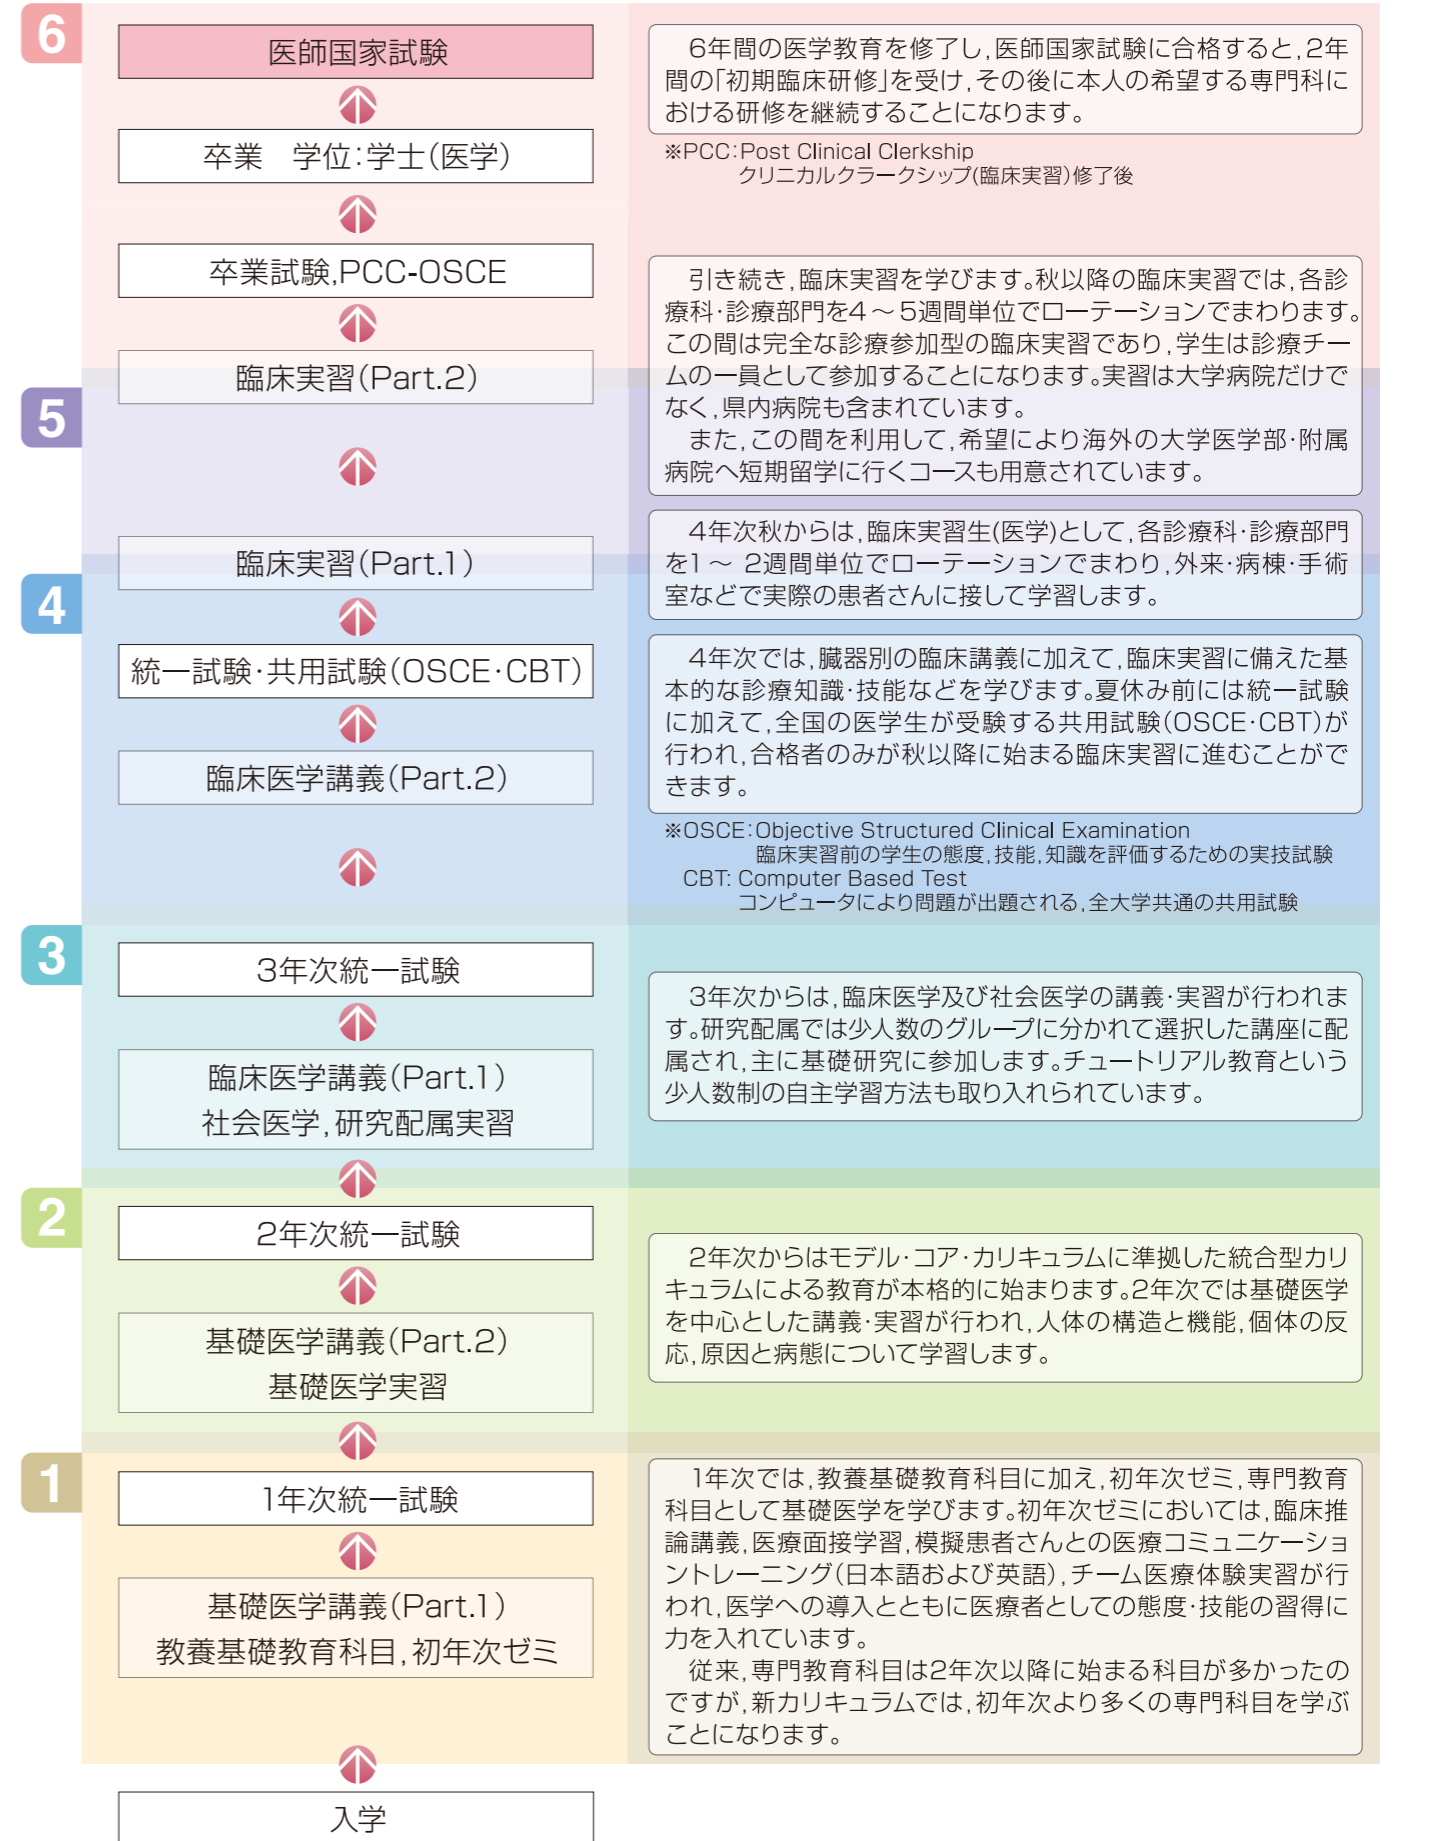 6
医師国家試験
6年間の医学教育を修了し,医師国家試験に合格すると,2年
間の「初期臨床研修」を受け,その後に本人の希望する専門科に
おける研修を継続することになります。
卒業　学位:学士(医学)
※PCC:Post Clinical Clerkship
クリニカルクラークシップ(臨床実習)修了後
卒業試験,PCC-OSCE
引き続き,臨床実習を学びます。秋以降の臨床実習では,各診
療科・診療部門を4～5週間単位でローテーションでまわります。
この間は完全な診療参加型の臨床実習であり,学生は診療チー
ムの一員として参加することになります。実習は大学病院だけで
なく,県内病院も含まれています。
また,この間を利用して,希望により海外の大学医学部・附属
病院へ短期留学に行くコースも用意されています。
臨床実習(Part.2)
5
臨床実習(Part.1)
4年次秋からは,臨床実習生(医学)として,各診療科・診療部門
を1～ 2週間単位でローテーションでまわり,外来・病棟・手術
室などで実際の患者さんに接して学習します。
4
統一試験・共用試験(OSCE・CBT)
4年次では,臓器別の臨床講義に加えて,臨床実習に備えた基
本的な診療知識・技能などを学びます。夏休み前には統一試験
に加えて,全国の医学生が受験する共用試験(OSCE・CBT)が
行われ,合格者のみが秋以降に始まる臨床実習に進むことがで
きます。
臨床医学講義(Part.2)
※OSCE:Objective Structured Clinical Examination
臨床実習前の学生の態度,技能,知識を評価するための実技試験
CBT: Computer Based Test
コンピュータにより問題が出題される,全大学共通の共用試験
3
3年次統一試験
3年次からは,臨床医学及び社会医学の講義・実習が行われま
す。研究配属では少人数のグループに分かれて選択した講座に配
属され,主に基礎研究に参加します。チュートリアル教育という
少人数制の自主学習方法も取り入れられています。
臨床医学講義(Part.1)
社会医学,研究配属実習
2
2年次統一試験
2年次からはモデル・コア・カリキュラムに準拠した統合型カリ
キュラムによる教育が本格的に始まります。2年次では基礎医学
を中心とした講義・実習が行われ,人体の構造と機能,個体の反
応,原因と病態について学習します。
基礎医学講義(Part.2)
基礎医学実習
1
1年次統一試験
1年次では,教養基礎教育科目に加え,初年次ゼミ,専門教育
科目として基礎医学を学びます。初年次ゼミにおいては,臨床推
論講義,医療面接学習,模擬患者さんとの医療コミュニケーショ
ントレーニング(日本語および英語),チーム医療体験実習が行
われ,医学への導入とともに医療者としての態度・技能の習得に
力を入れています。
従来,専門教育科目は2年次以降に始まる科目が多かったの
ですが,新カリキュラムでは,初年次より多くの専門科目を学ぶ
ことになります。
基礎医学講義(Part.1)
教養基礎教育科目,初年次ゼミ
入学